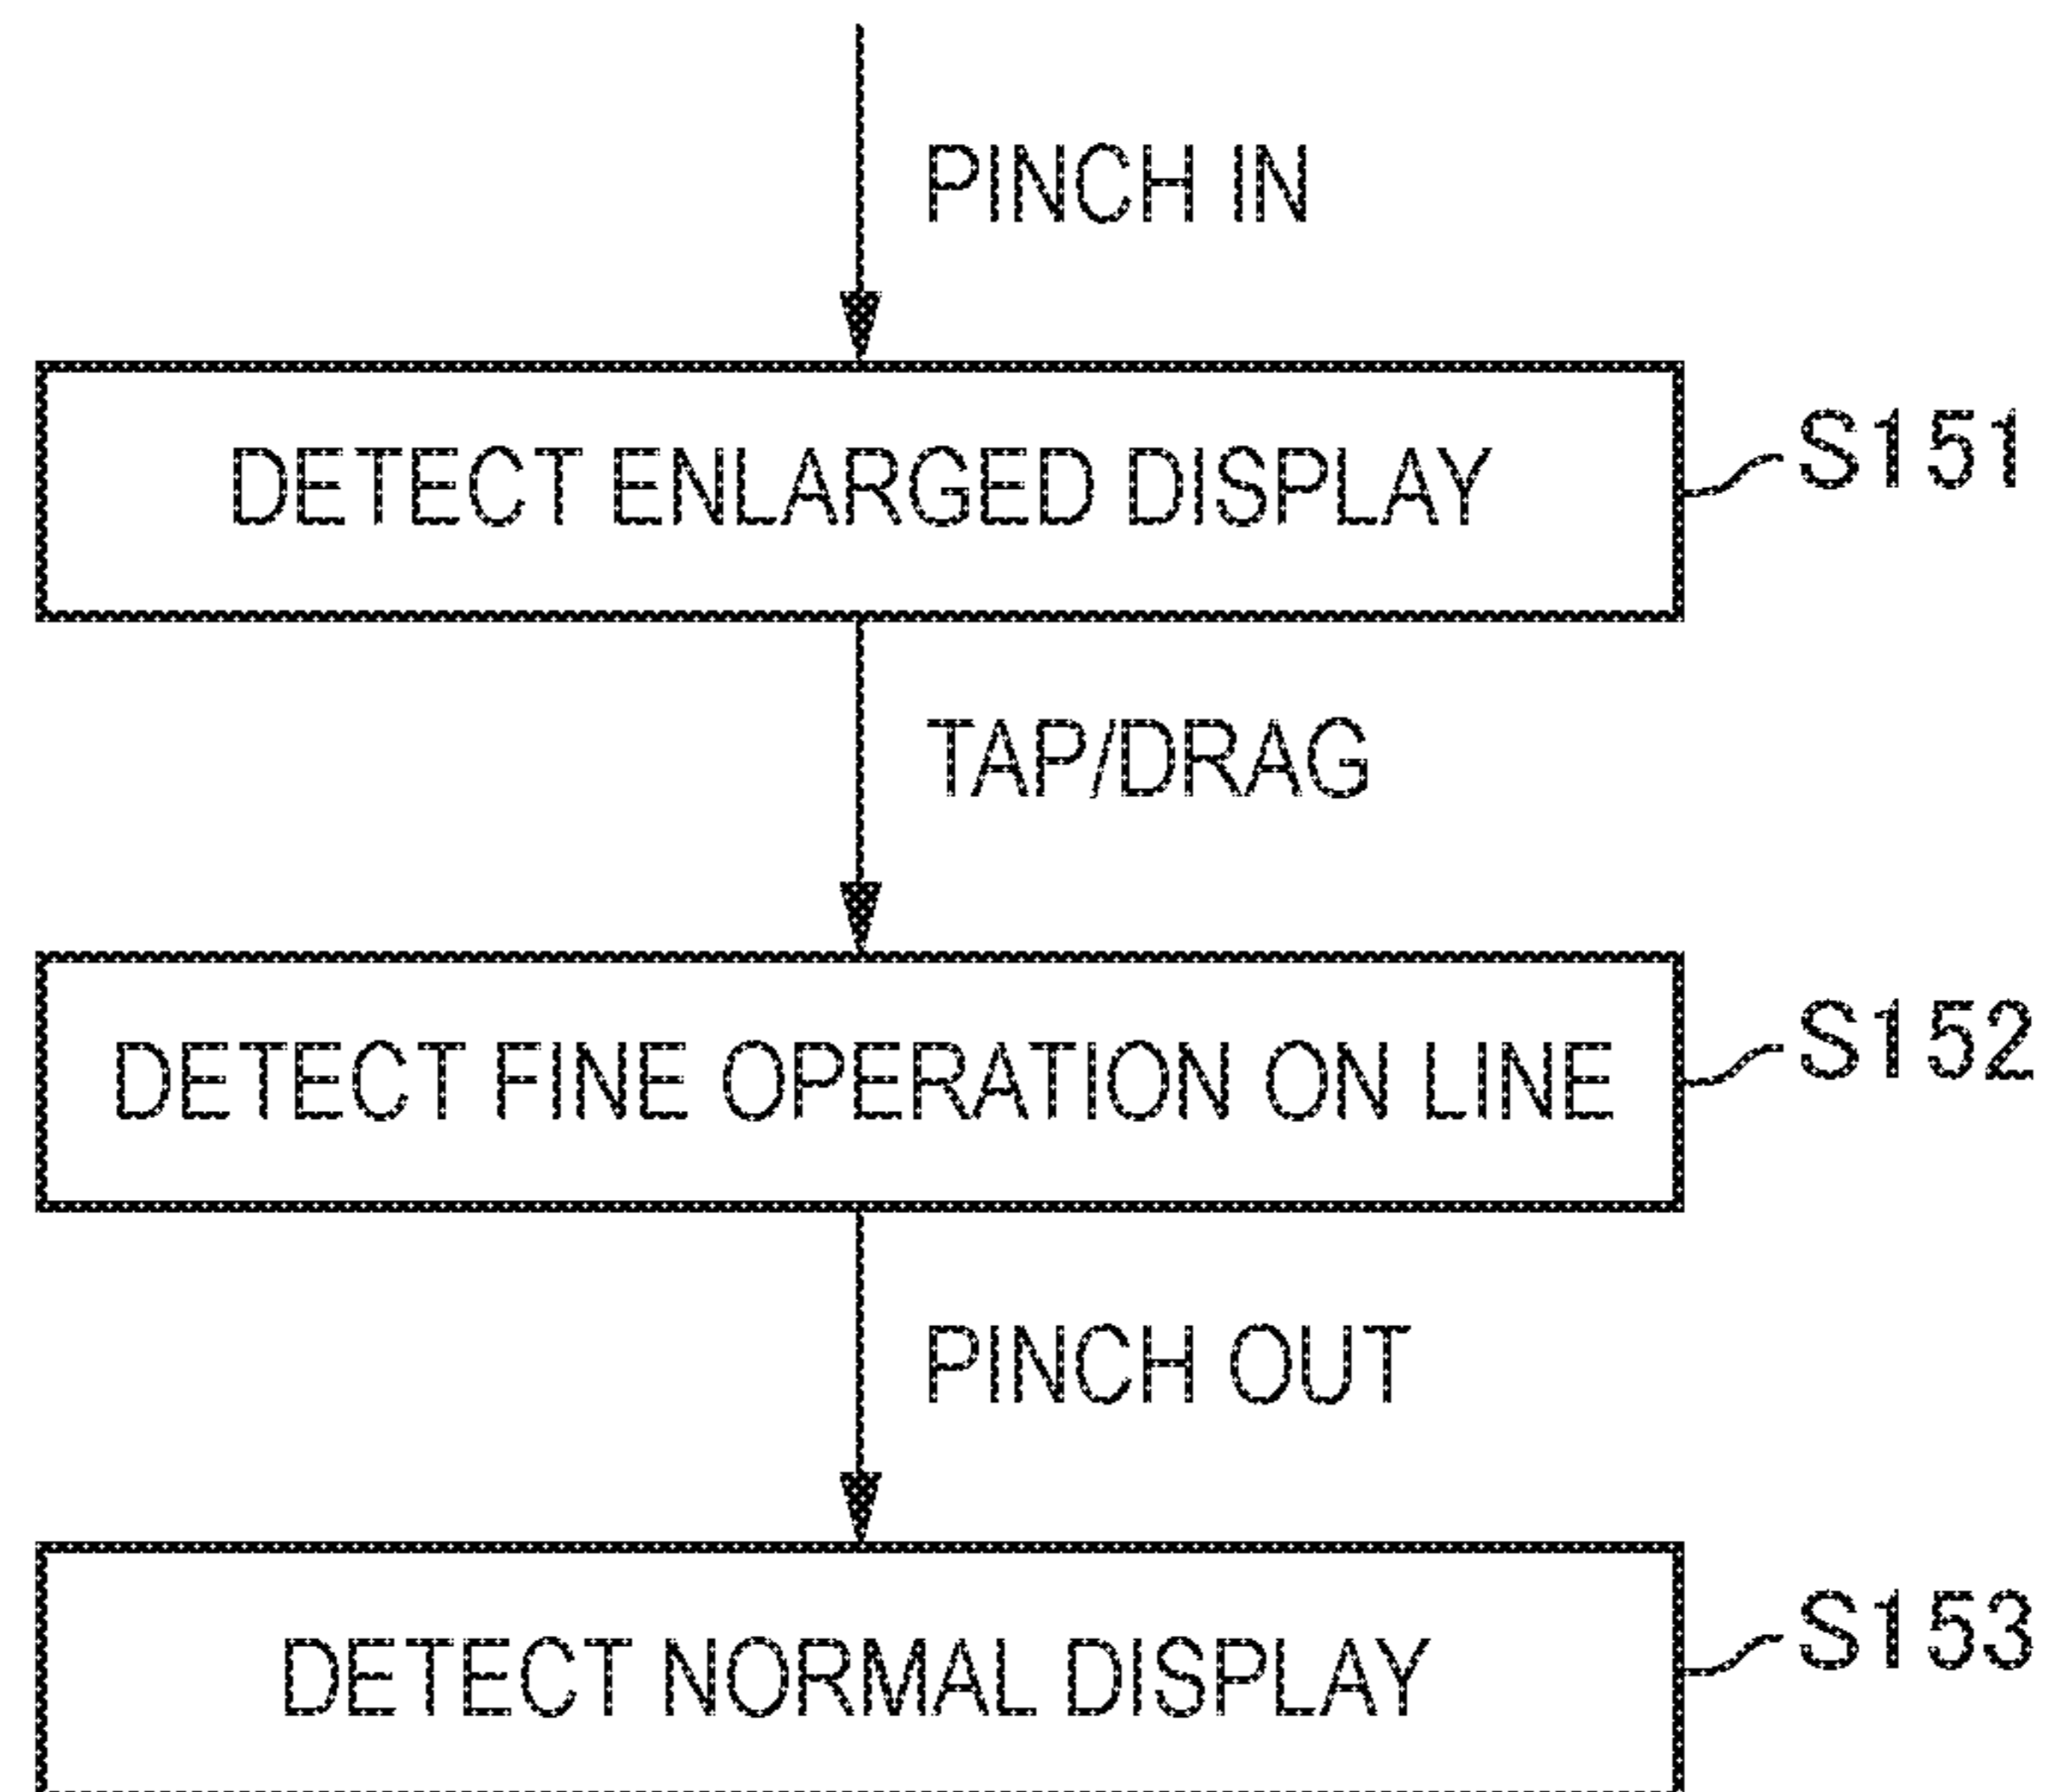 PINCH IN
DETECT ENLARGED DISPLAY
S151
TAP/DRAG
DETECT FINE OPERATION ON LINE
S152
PINCH OUT
DETECT NORMAL DISPLAY
S153